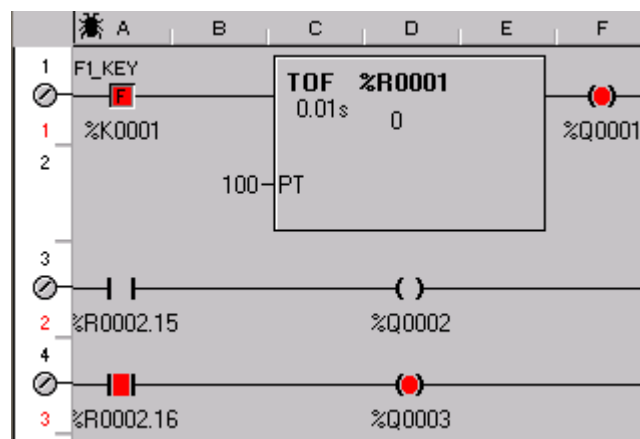 A B C D E F
1 F1_KEY
F
TOF %R0001
0.01s 0
1 %K0001 %Q0001
2
100 PT
3
2 %R0002.15 %Q0002
4
3 %R0002.16 %Q0003